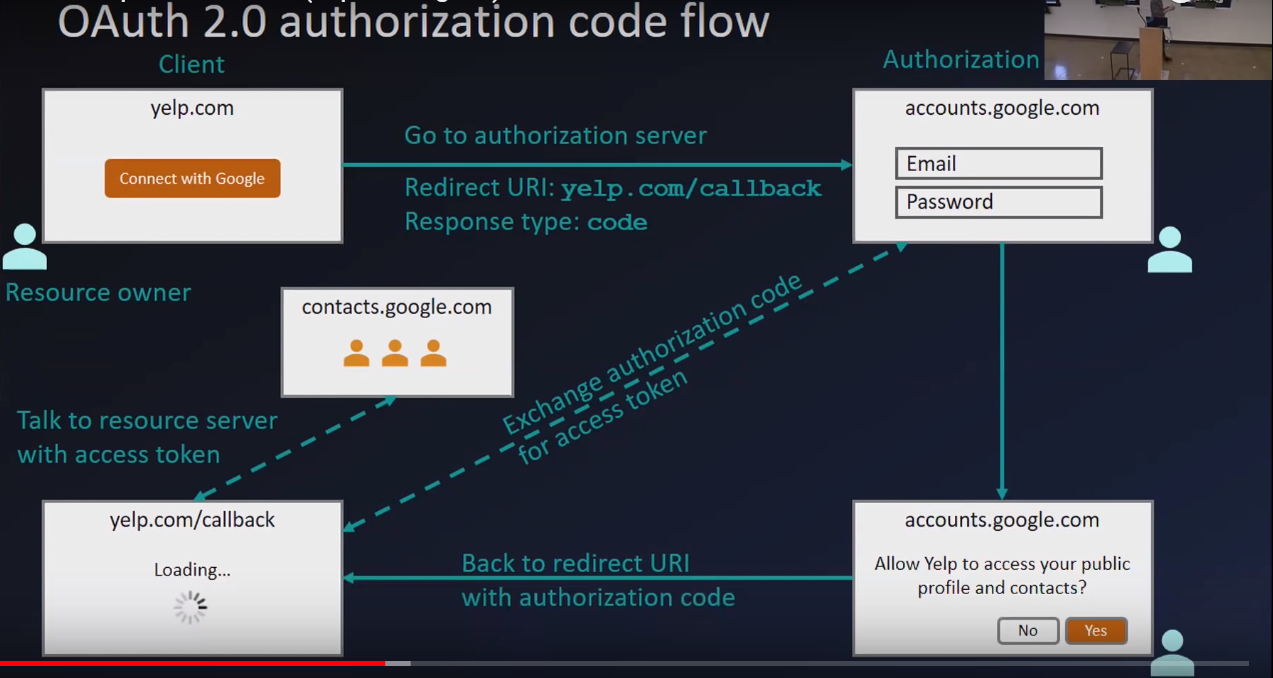 OAuth 2.0 authorization code flow
Client
Authorization
yelp.com
Connect with Google
Go to authorization server
Redirect URI: yelp.com/callback
Response type: code
accounts.google.com
Email
Password
Resource owner
contacts.google.com
Exchange authorization code
for access token
Talk to resource server
with access token
yelp.com/callback
Loading...
Back to redirect URI
with authorization code
accounts.google.com
Allow Yelp to access your public
profile and contacts?
No
Yes